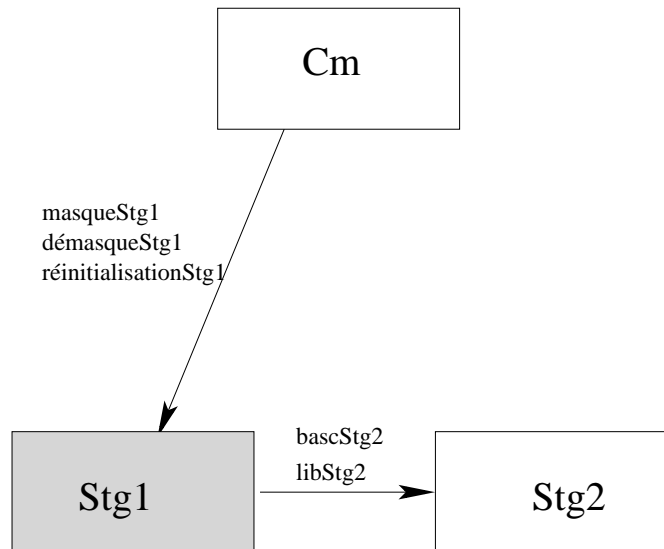 Cm
masqueStg1
démasqueStg1
réinitialisationStg1
bascStg2
libStg2
Stg1
Stg2